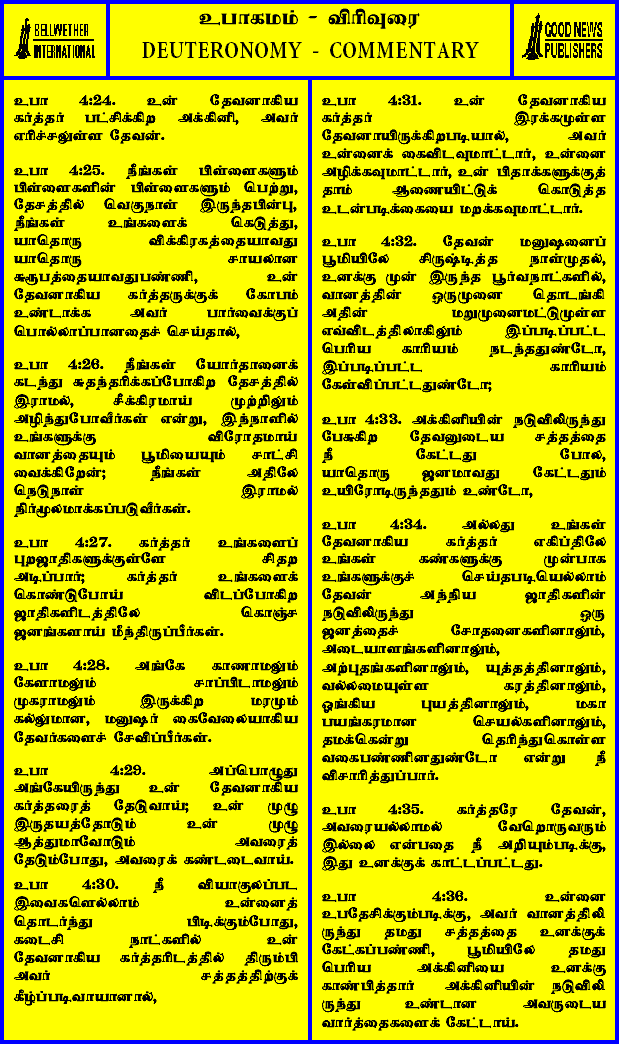 BELLWETHER
INTERNATIONAL
உபாகமம் - விரிவுரை
DEUTERONOMY - COMMENTARY
GOOD NEWS
PUBLISHERS
உபா 4:24. உன் தேவனாகிய
கர்த்தர் பட்சிக்கிற அக்கினி, அவர்
எரிச்சலுள்ள தேவன்.
உபா 4:25. நீங்கள் பிள்ளைகளும்
பிள்ளைகளின் பிள்ளைகளும் பெற்று,
தேசத்தில் வெகுநாள் இருந்தபின்பு,
நீங்கள் உங்களைக் கெடுத்து,
யாதொரு விக்கிரகத்தையாவது
யாதொரு சாயலான
சுரூபத்தையாவதுபண்ணி, உன்
தேவனாகிய கர்த்தருக்குக் கோபம்
உண்டாக்க அவர் பார்வைக்குப்
பொல்லாப்பானதைச் செய்தால்,
உபா 4:26. நீங்கள் யோர்தானைக்
கடந்து சுதந்தரிக்கப்போகிற தேசத்தில்
இராமல், சீக்கிரமாய் முற்றிலும்
அழிந்துபோவீர்கள் என்று, இந்நாளில்
உங்களுக்கு விரோதமாய்
வானத்தையும் பூமியையும் சாட்சி
வைக்கிறேன்; நீங்கள் அதிலே
நெடுநாள் இராமல்
நிர்மூலமாக்கப்படுவீர்கள்.
உபா 4:27. கர்த்தர் உங்களைப்
புறஜாதிகளுக்குள்ளே சிதற
அடிப்பார்; கர்த்தர் உங்களைக்
கொண்டுபோய் விடப்போகிற
ஜாதிகளிடத்திலே கொஞ்ச
ஜனங்களாய் மீந்திருப்பீர்கள்.
உபா 4:28. அங்கே காணாமலும்
கேளாமலும் சாப்பிடாமலும்
முகராமலும் இருக்கிற மரமும்
கல்லுமான, மனுஷர் கைவேலையாகிய
தேவர்களைச் சேவிப்பீர்கள்.
உபா 4:29. அப்பொழுது
அங்கேயிருந்து உன் தேவனாகிய
கர்த்தரைத் தேடுவாய்; உன் முழு
இருதயத்தோடும் உன் முழு
ஆத்துமாவோடும் அவரைத்
தேடும்போது, அவரைக் கண்டடைவாய்.
உபா 4:30. நீ வியாகுலப்பட
இவைகளெல்லாம் உன்னைத்
தொடர்ந்து பிடிக்கும்போது,
கடைசி நாட்களில் உன்
தேவனாகிய கர்த்தரிடத்தில் திரும்பி
அவர் சத்தத்திற்குக்
கீழ்ப்படிவாயானால்,
உபா 4:31. உன் தேவனாகிய
கர்த்தர் இரக்கமுள்ள
தேவனாயிருக்கிறபடியால், அவர்
உன்னைக் கைவிடவுமாட்டார், உன்னை
அழிக்கவுமாட்டார், உன் பிதாக்களுக்குத்
தாம் ஆணையிட்டுக் கொடுத்த
உடன்படிக்கையை மறக்கவுமாட்டார்.
உபா 4:32. தேவன் மனுஷனைப்
பூமியிலே சிருஷ்டித்த நாள்முதல்,
உனக்கு முன் இருந்த பூர்வநாட்களில்,
வானத்தின் ஒருமுனை தொடங்கி
அதின் மறுமுனைமட்டுமுள்ள
எவ்விடத்திலாகிலும் இப்படிப்பட்ட
பெரிய காரியம் நடந்ததுண்டோ,
இப்படிப்பட்ட காரியம்
கேள்விப்பட்டதுண்டோ;
உபா 4:33. அக்கினியின் நடுவிலிருந்து
பேசுகிற தேவனுடைய சத்தத்தை
நீ கேட்டது போல,
யாதொரு ஜனமாவது கேட்டதும்
உயிரோடிருந்ததும் உண்டோ,
உபா 4:34. அல்லது உங்கள்
தேவனாகிய கர்த்தர் எகிப்திலே
உங்கள் கண்களுக்கு முன்பாக
உங்களுக்குச் செய்தபடியெல்லாம்
தேவன் அந்நிய ஜாதிகளின்
நடுவிலிருந்து ஒரு
ஜனத்தைச் சோதனைகளினாலும்,
அடையாளங்களினாலும்,
அற்புதங்களினாலும், யுத்தத்தினாலும்,
வல்லமையுள்ள கரத்தினாலும்,
ஓங்கிய புயத்தினாலும், மகா
பயங்கரமான செயல்களினாலும்,
தமக்கென்று தெரிந்துகொள்ள
வகைபண்ணினதுண்டோ என்று நீ
விசாரித்துப்பார்.
உபா 4:35. கர்த்தரே தேவன்,
அவரையல்லாமல் வேறொருவரும்
இல்லை என்பதை நீ அறியும்படிக்கு,
இது உனக்குக் காட்டப்பட்டது.
உபா 4:36. உன்னை
உபதேசிக்கும்படிக்கு, அவர் வானத்திலி
ருந்து தமது சத்தத்தை உனக்குக்
கேட்கப்பண்ணி, பூமியிலே தமது
பெரிய அக்கினியை உனக்கு
காண்பித்தார் அக்கினியின் நடுவிலி
ருந்து உண்டான அவருடைய
வார்த்தைகளைக் கேட்டாய்.